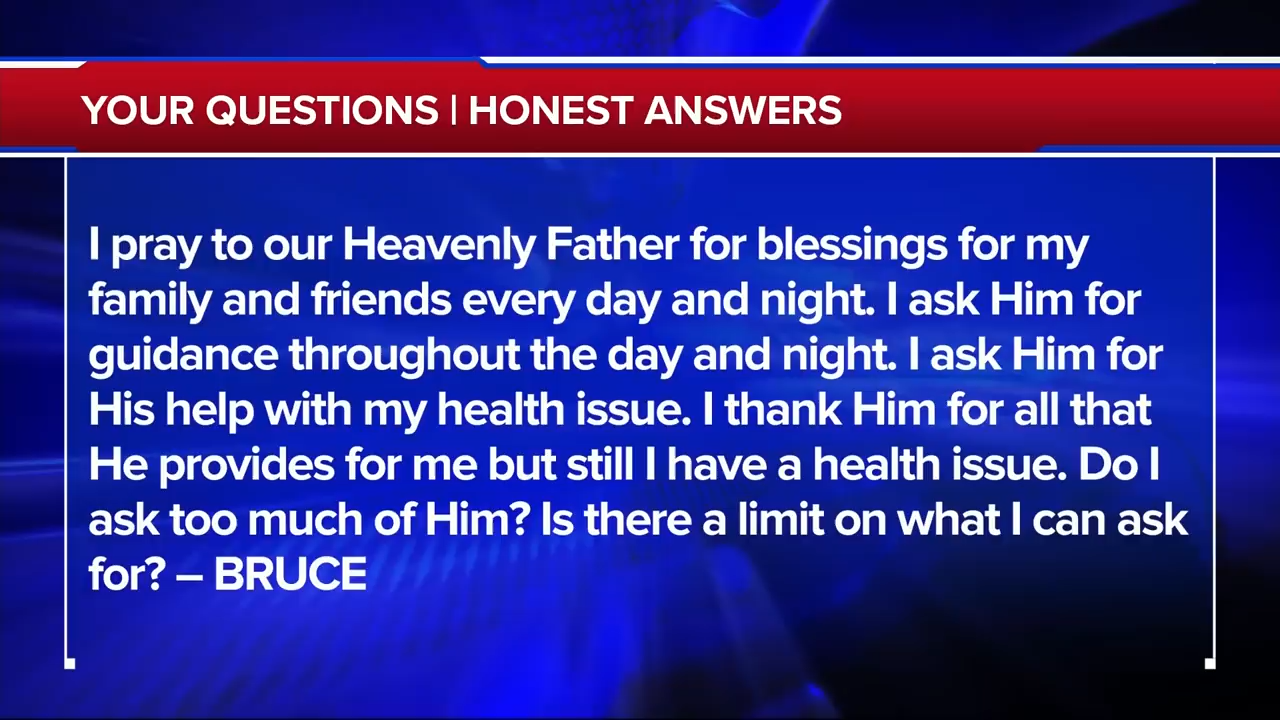 YOUR QUESTIONS | HONEST ANSWERS
I pray to our Heavenly Father for blessings for my
family and friends every day and night. I ask Him for
guidance throughout the day and night. I ask Him for
His help with my health issue. I thank Him for all that
He provides for me but still I have a health issue. Do I
ask too much of Him? Is there a limit on what I can ask
for? – BRUCE